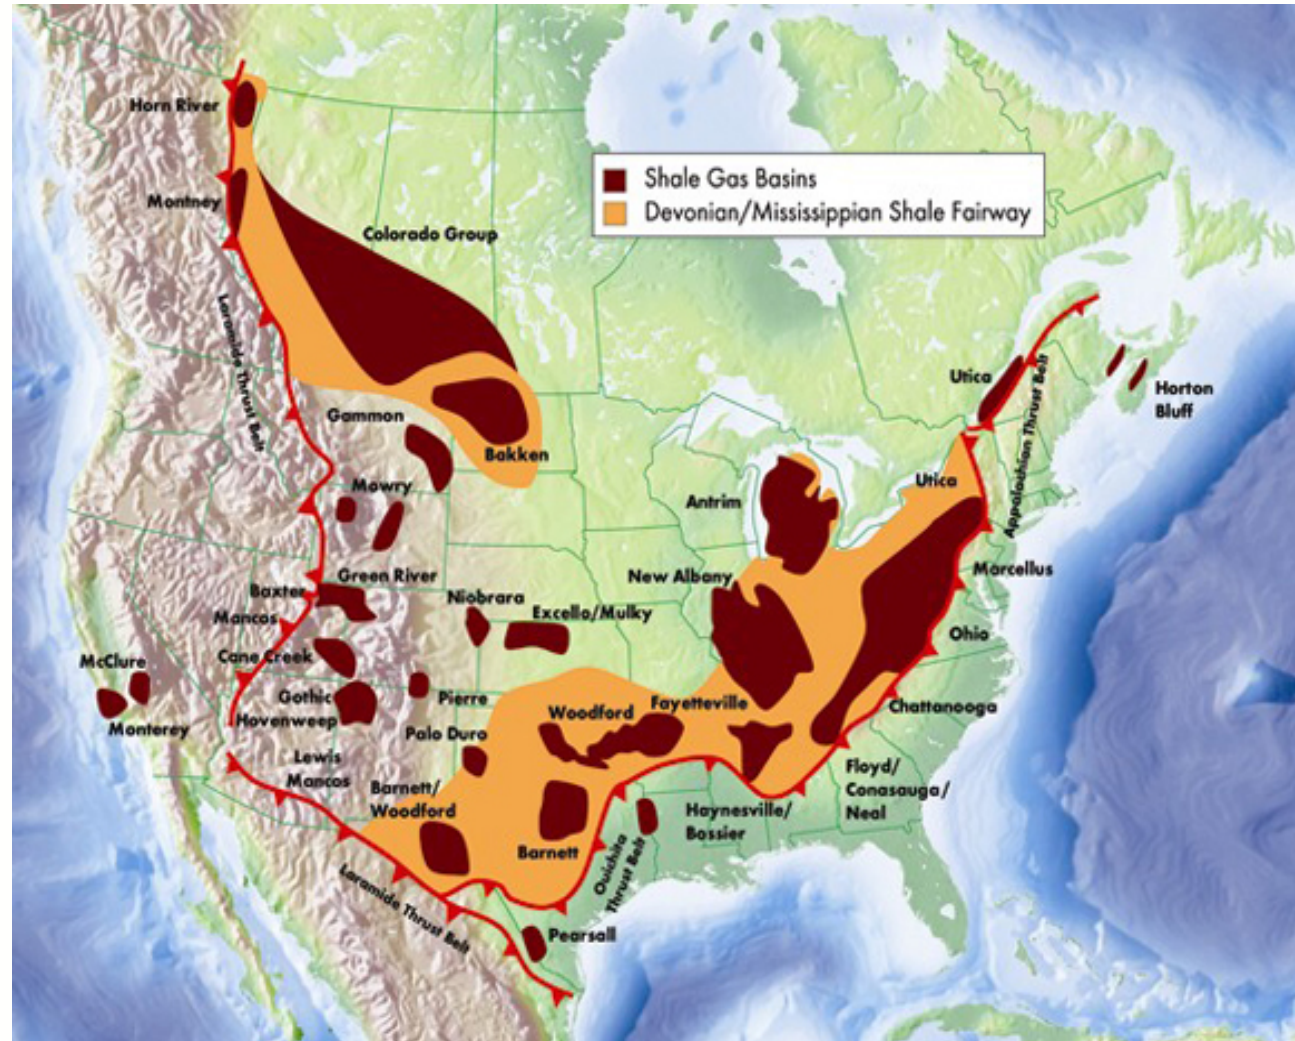 Horn River
Montney
Colorado Group
Shale Gas Basins
Devonian/Mississippian Shale Fairway
Laramide Thrust Belt
Utica
Appalachian Thrust Belt
Horton
Bluff
Gammon
Bakken
Mowry
Antrim
Utica
Green River
New Albany
Marcellus
Baxter
Niobrara
Excello/Mulky
Mancos
Ohio
Cane Creek
McClure
Gothic
Pierre
Fayetteville
Chattanooga
Monterey
Hovenweep
Woodford
Palo Duro
Lewis
Mancos
Barnett/
Woodford
Floyd/
Conasauga/
Neal
Haynesville/
Bossier
Barnett
Ouichita
Thrust Belt
Laramide Thrust Belt
Pearsall